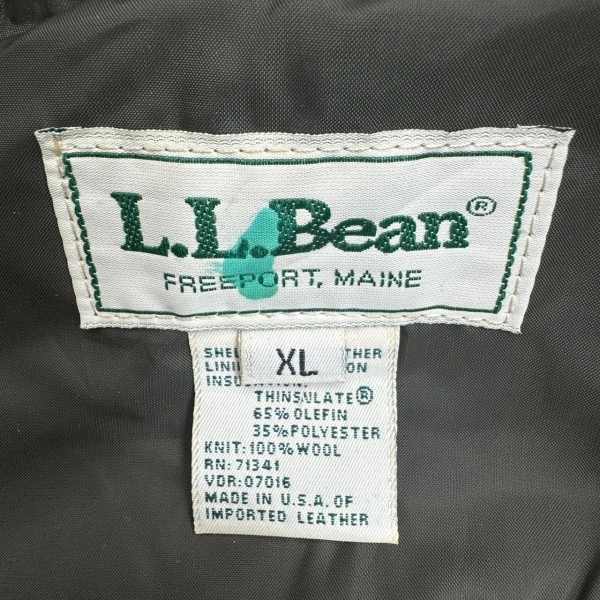 L.L.Bean®
FREEPORT, MAINE
XL
THINSULATE®
65% OLEFIN
35% POLYESTER
KNIT: 100% WOOL
RN: 71341
VDR: 07016
MADE IN U.S.A. OF
IMPORTED LEATHER